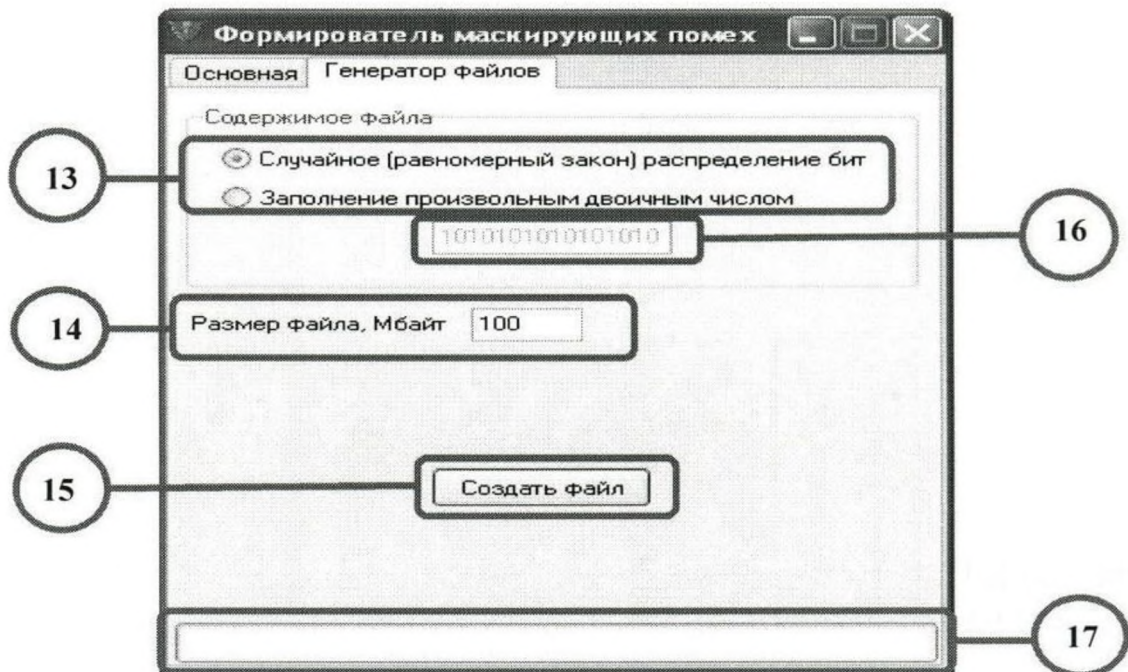 Формирователь маскирующих помех
Основная Генератор файлов
Содержимое файла
13
Случайное (равномерный закон) распределение бит
Заполнение произвольным двоичным числом
1010101010101010
16
14
Размер файла, Мбайт 100
15
Создать файл
17